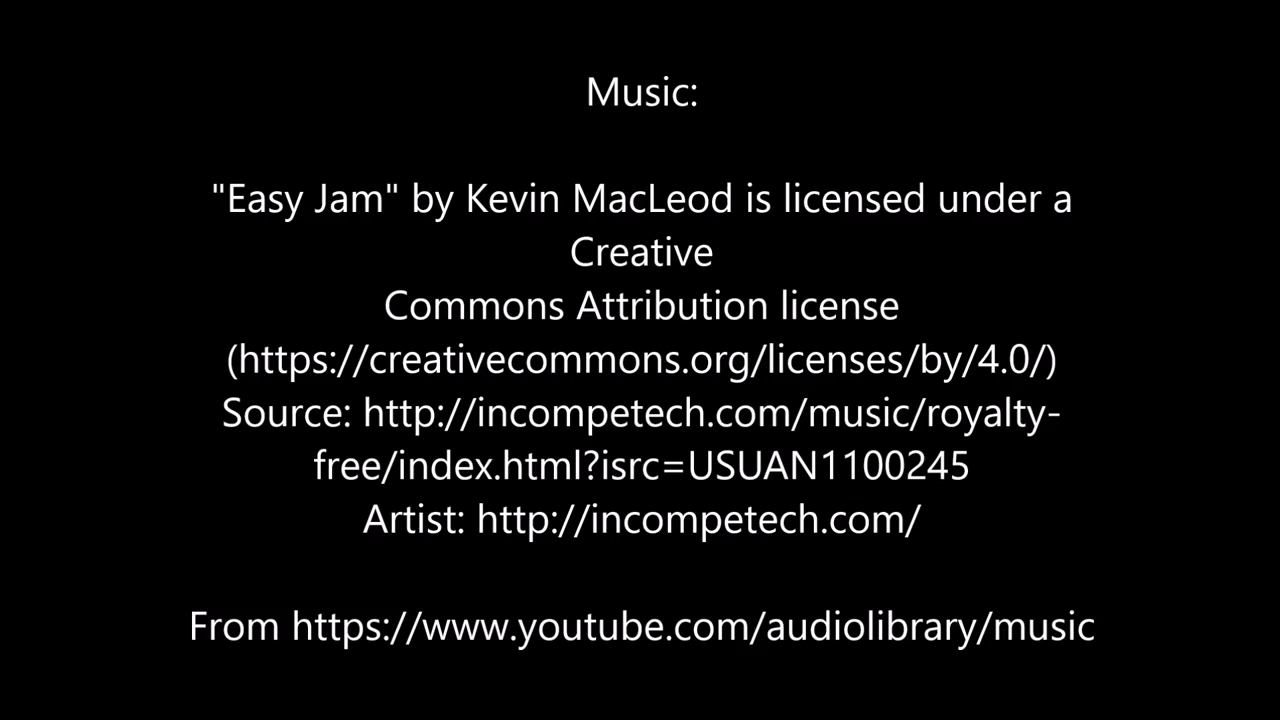 Music:
"Easy Jam" by Kevin MacLeod is licensed under a
Creative
Commons Attribution license
(https://creativecommons.org/licenses/by/4.0/)
Source: http://incompetech.com/music/royalty-
free/index.html?isrc=USUAN1100245
Artist: http://incompetech.com/
From https://www.youtube.com/audiolibrary/music